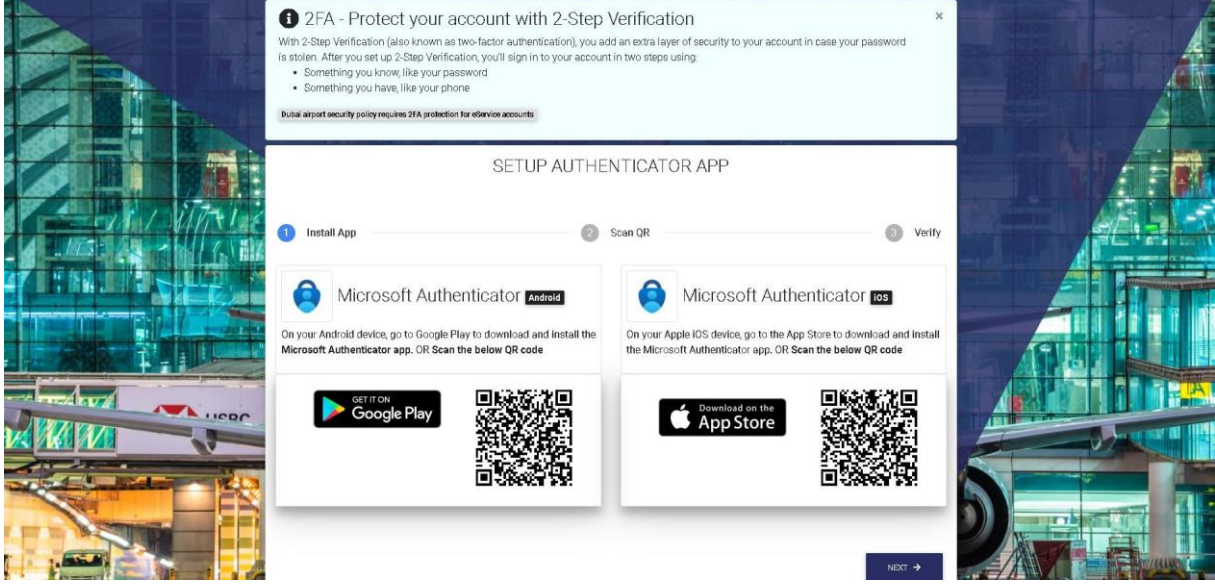 2FA - Protect your account with 2-Step Verification
×
With 2-Step Verification (also known as two-factor authentication), you add an extra layer of security to your account in case your password
is stolen. After you set up 2-Step Verification, you'll sign in to your account in two steps using:
• Something you know, like your password
• Something you have, like your phone
Dubai airport security policy requires 2FA protection for eService accounts
SETUP AUTHENTICATOR APP
1 Install App
2 Scan QR
3 Verify
Microsoft Authenticator Android
On your Android device, go to Google Play to download and install the
Microsoft Authenticator app. OR Scan the below QR code
GET IT ON
Google Play
Microsoft Authenticator iOS
On your Apple iOS device, go to the App Store to download and install
the Microsoft Authenticator app. OR Scan the below QR code
Download on the
App Store
HSBC
NEXT →